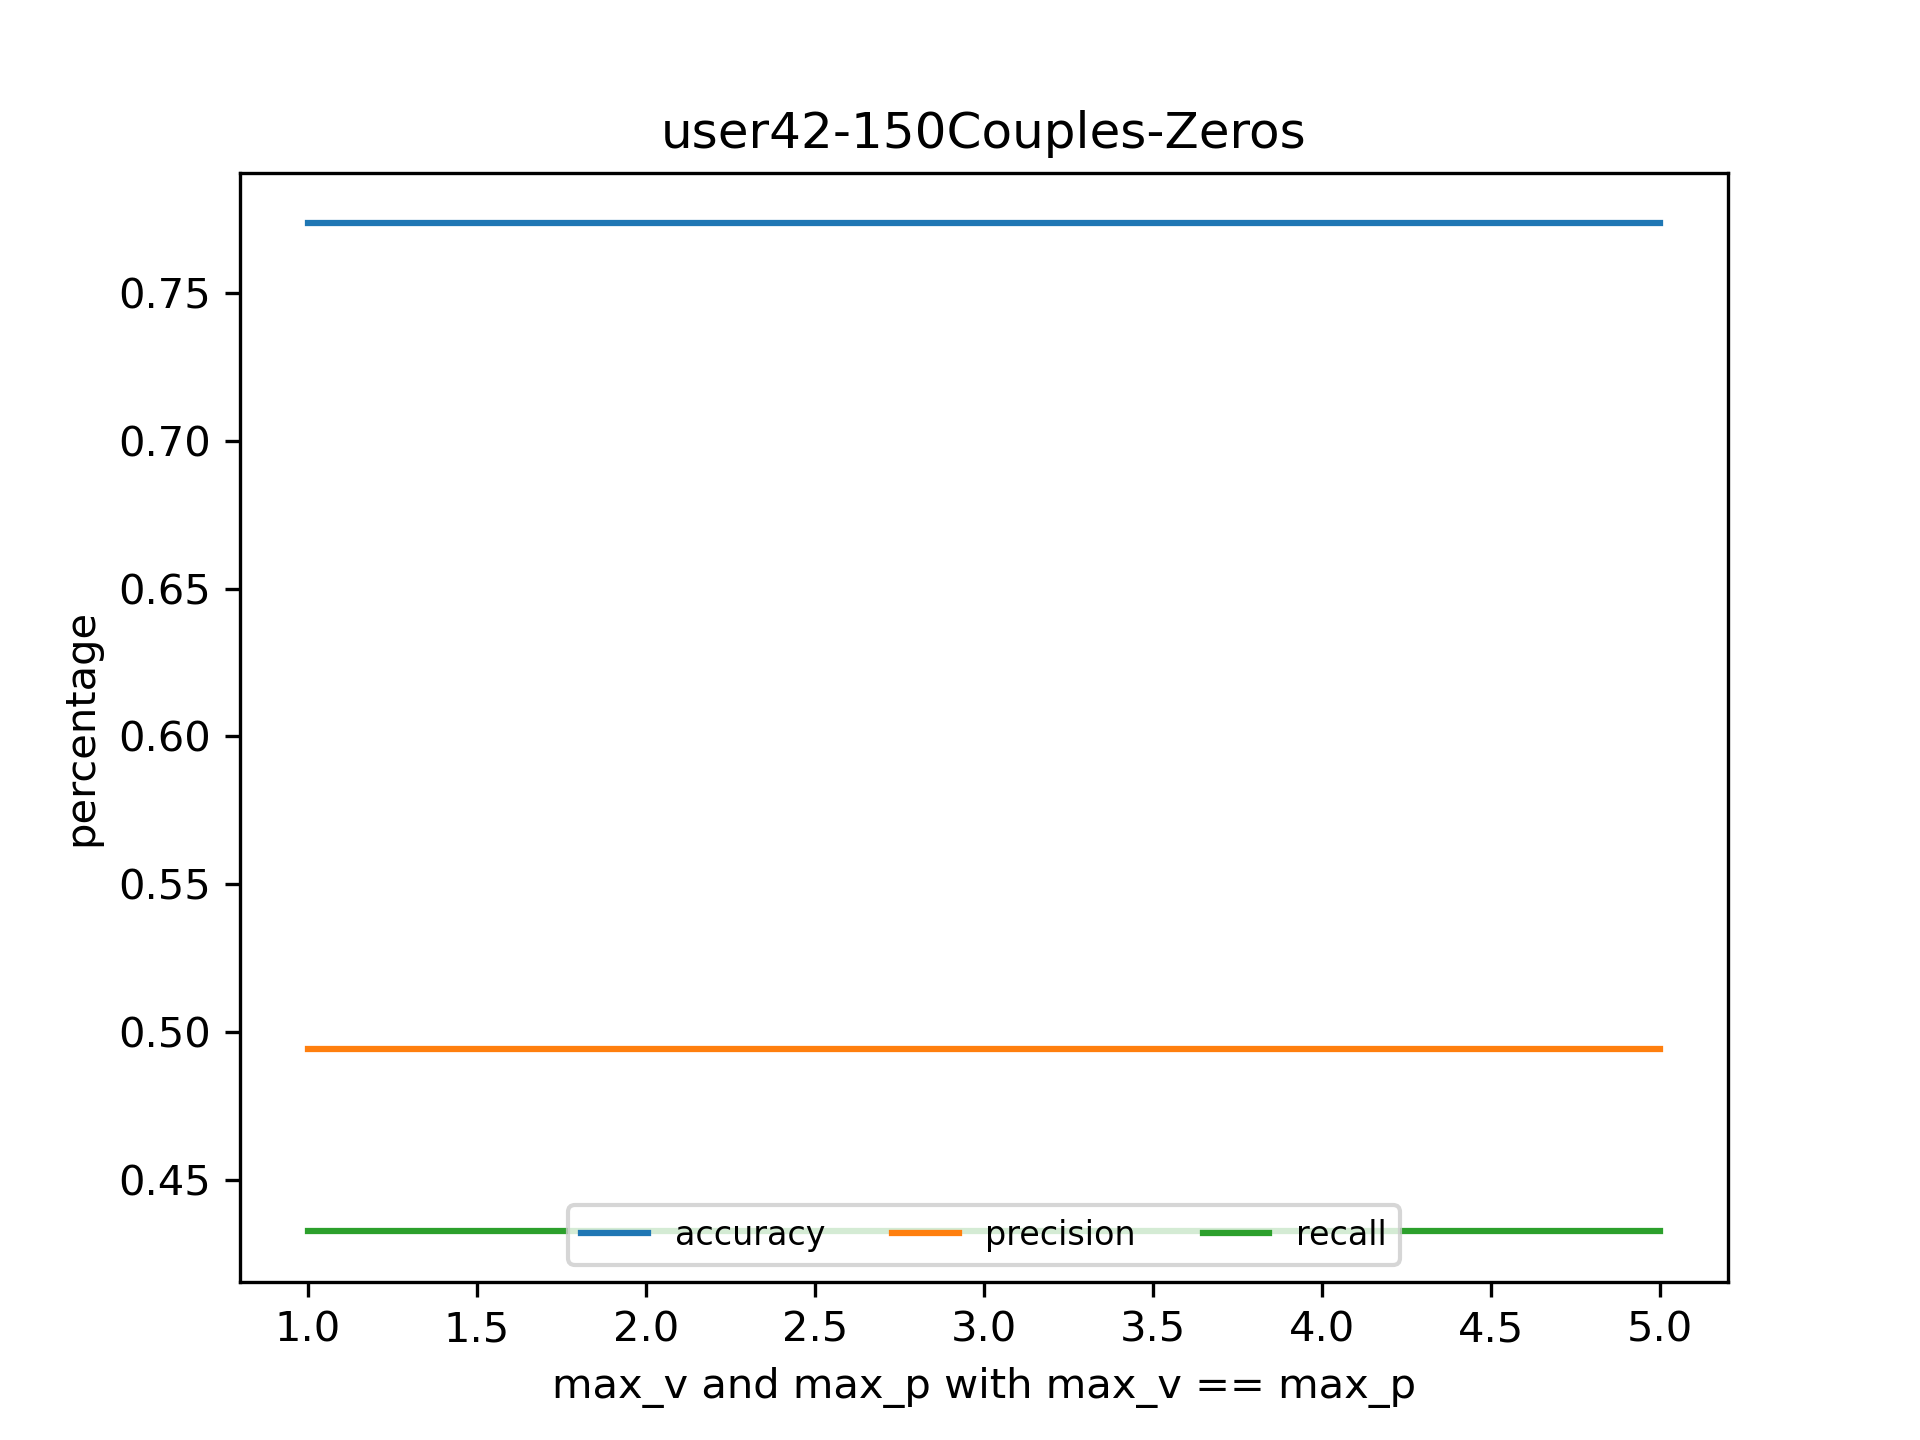 user42-150Couples-Zeros
percentage
0.75
0.70
0.65
0.60
0.55
0.50
0.45
accuracy precision recall
1.0 1.5 2.0 2.5 3.0 3.5 4.0 4.5 5.0
max_v and max_p with max_v == max_p